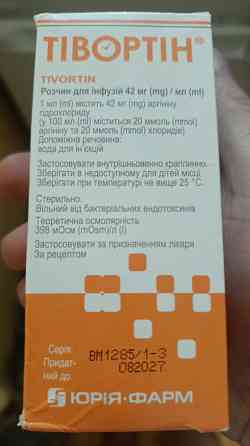 ТІВОРТІН®
TIVORTIN
Розчин для інфузій 42 мг (mg) / мл (ml)
1 мл (ml) містять 42 мг аргініну
гідрохлориду
(у 100 мл (ml) міститься 20 ммоль (mmol)
аргініну та 20 ммоль (mmol) хлоридів)
Допоміжна речовина:
вода для ін'єкцій
Застосовувати внутрішньовенно краплинно.
Зберігати в недоступному для дітей місці.
Зберігати при температурі не вище 25 °C.
Стерильно.
Вільний від бактеріальних ендотоксинів
Теоретична осмолярність
398 мОсм (mOsm)/л (l)
Застосовувати за призначенням лікаря
За рецептом
Серія:
Придат-
ний до:
BM1285/1-3
082027
ЮРіЯ·ФАРМ